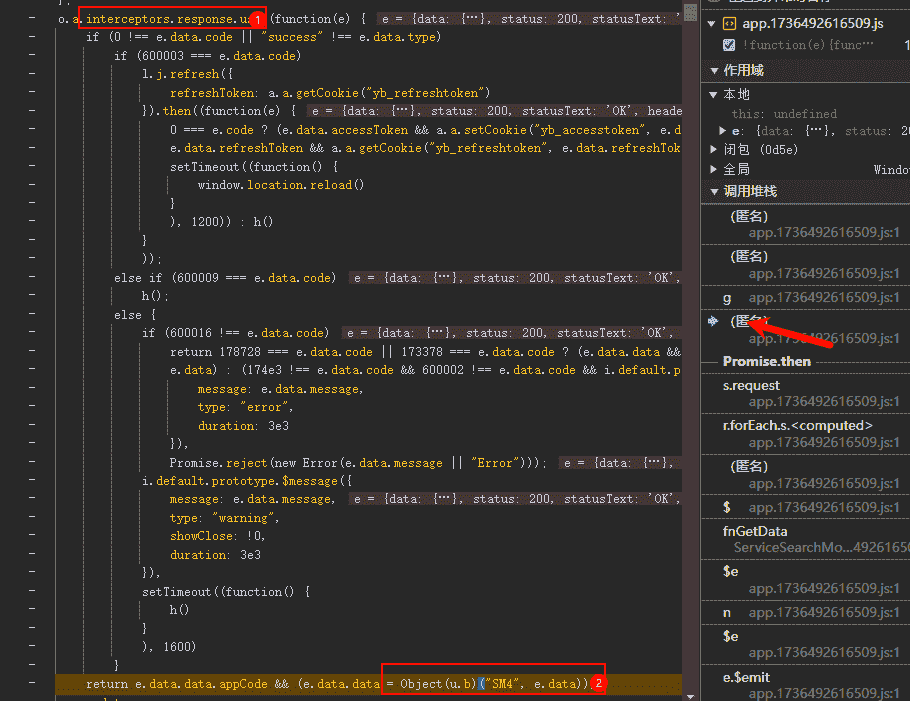 o.a.interceptors.response.us 1 (function(e) { e = {data: {…}, status: 200, statusText: '
if (0 !== e.data.code || "success" !== e.data.type)
if (600003 === e.data.code)
l.j.refresh({
refreshToken: a.a.getCookie("yb_refreshtoken")
}).then((function(e) { e = {data: {…}, status: 200, statusText: 'OK', heade
0 === e.code ? (e.data.accessToken && a.a.setCookie("yb_accesstoken", e.d
e.data.refreshToken && a.a.getCookie("yb_refreshtoken", e.data.refreshTok
setTimeout((function() {
window.location.reload()
}
), 1200)) : h()
}
));
else if (600009 === e.data.code) e = {data: {…}, status: 200, statusText: 'OK',
h();
else {
if (600016 !== e.data.code) e = {data: {…}, status: 200, statusText: 'OK',
return 178728 === e.data.code || 173378 === e.data.code ? (e.data.data &&
e.data) : (174e3 !== e.data.code && 600002 !== e.data.code && i.default.p
message: e.data.message,
type: "error",
duration: 3e3
}),
Promise.reject(new Error(e.data.message || "Error"))); e = {data: {…},
i.default.prototype.$message({
message: e.data.message, e = {data: {…}, status: 200, statusText: 'OK',
type: "warning",
showClose: !0,
duration: 3e3
}),
setTimeout((function() {
h()
}
), 1600)
}
return e.data.data.appCode && (e.data.data = Object(u.b)("SM4", e.data)) 2
app.1736492616509.js
!function(e){func… 1
作用域
本地
this: undefined
e: {data: {…}, status: 20
闭包 (0d5e)
全局 Window
调用堆栈
(匿名)
app.1736492616509.js:1
(匿名)
app.1736492616509.js:1
g app.1736492616509.js:1
(匿名)
app.1736492616509.js:1
Promise.then
s.request
app.1736492616509.js:1
r.forEach.s.<computed>
app.1736492616509.js:1
(匿名)
app.1736492616509.js:1
$ app.1736492616509.js:1
fnGetData
ServiceSearchMo...4926165
$e
app.1736492616509.js:1
n app.1736492616509.js:1
$e
app.1736492616509.js:1
e.$emit
app.1736492616509.js:1